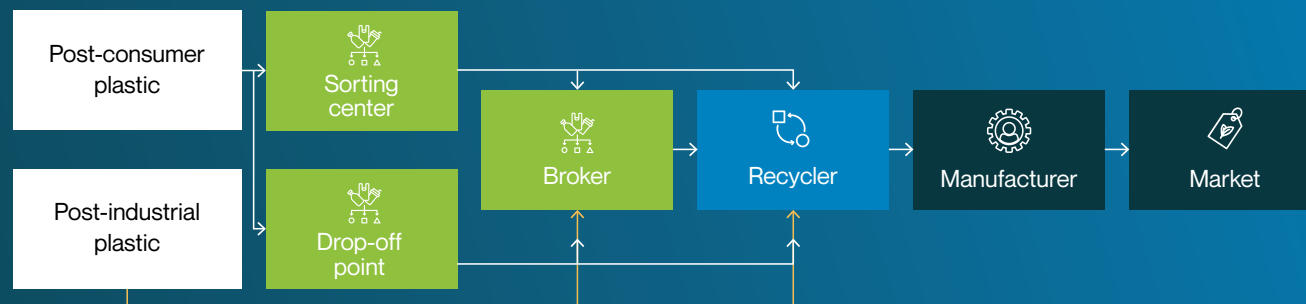 Post-consumer
plastic
Sorting
center
Broker
Recycler
Manufacturer
Market
Post-industrial
plastic
Drop-off
point